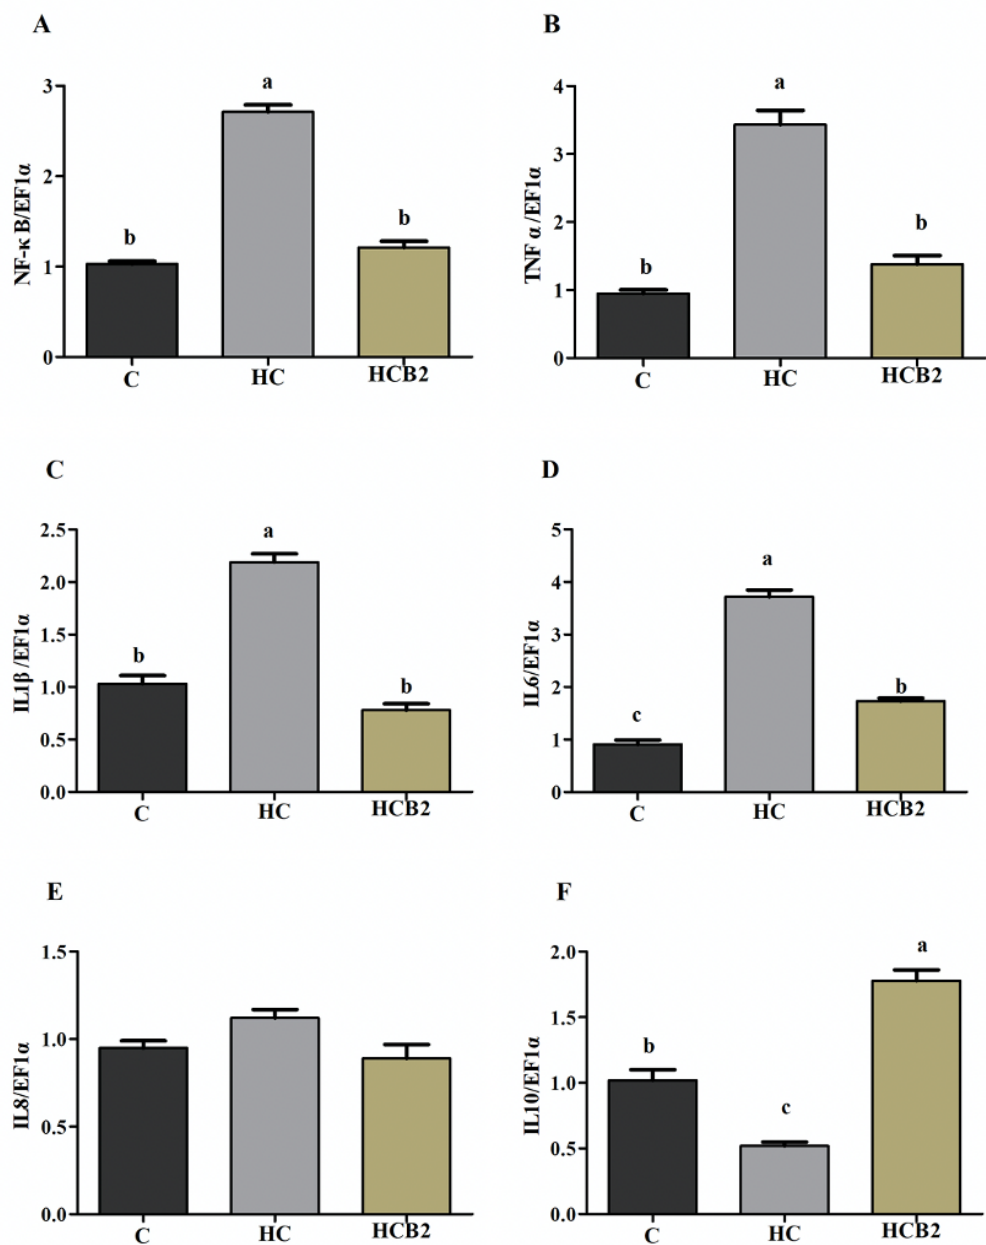 A
NF-κ B/EF1α
3
2
1
0
a
b
b
C
HC
HCB2
B
TNF α/EF1α
4
3
2
1
0
a
b
b
C
HC
HCB2
C
IL1β/EF1α
2.5
2.0
1.5
1.0
0.5
0.0
b
a
b
C
HC
HCB2
D
IL6/EF1α
5
4
3
2
1
0
c
a
b
C
HC
HCB2
E
IL8/EF1α
1.5
1.0
0.5
0.0
C
HC
HCB2
F
IL10/EF1α
2.0
1.5
1.0
0.5
0.0
b
c
a
C
HC
HCB2